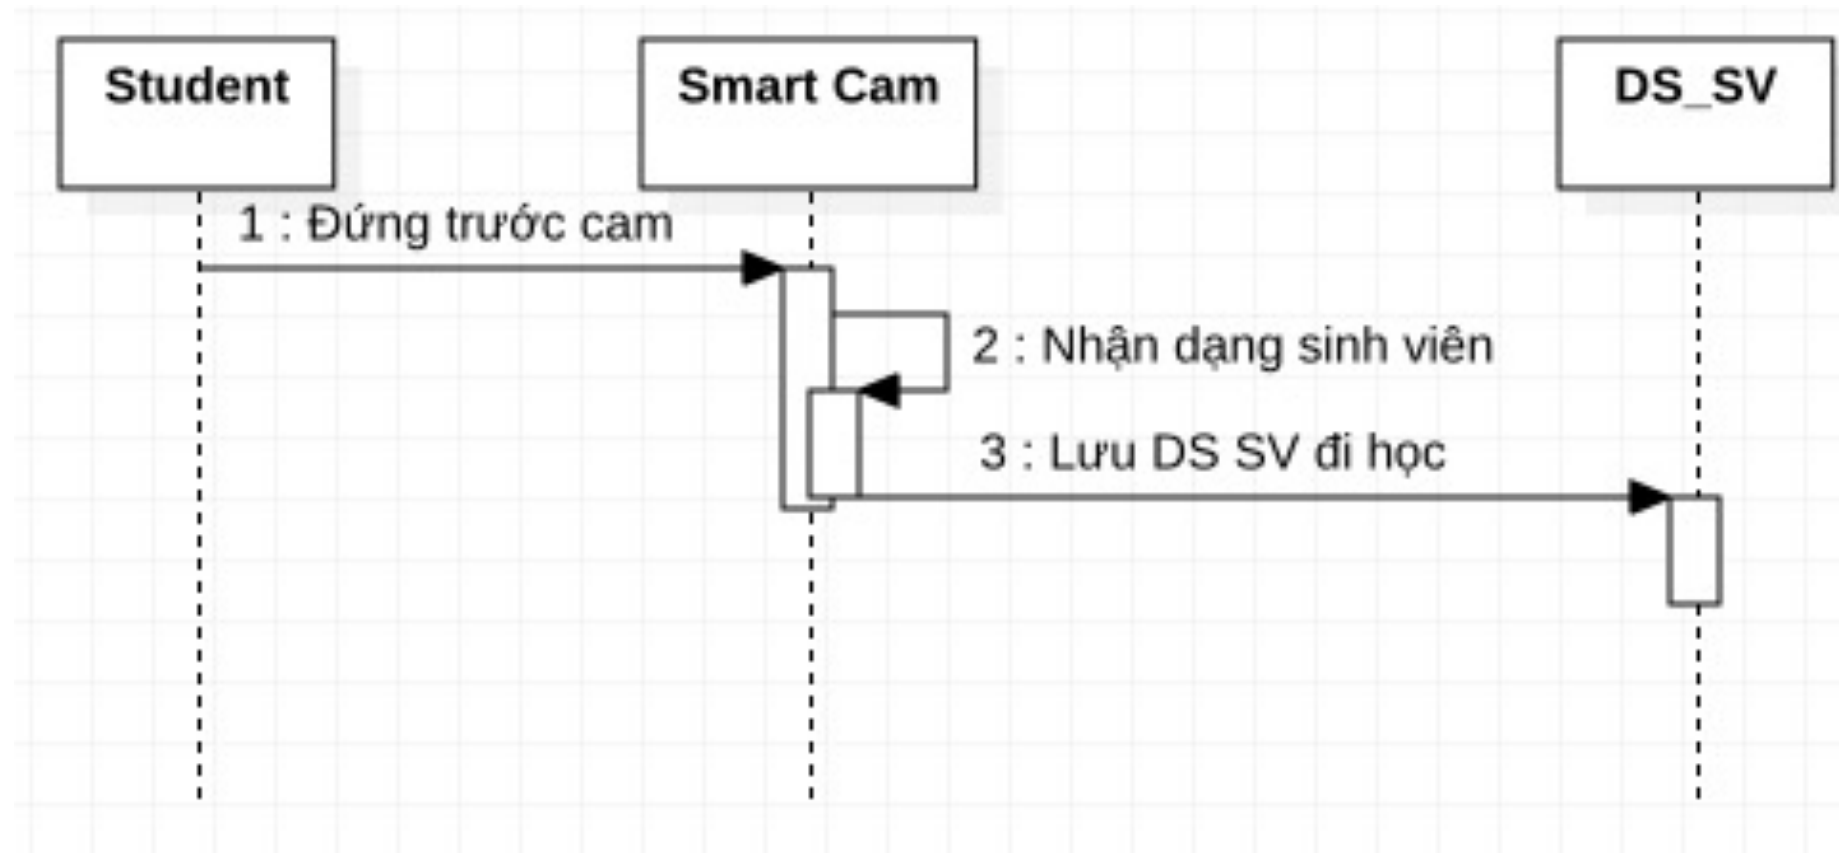 Student
Smart Cam
DS_SV
1 : Đứng trước cam
2 : Nhận dạng sinh viên
3 : Lưu DS SV đi học